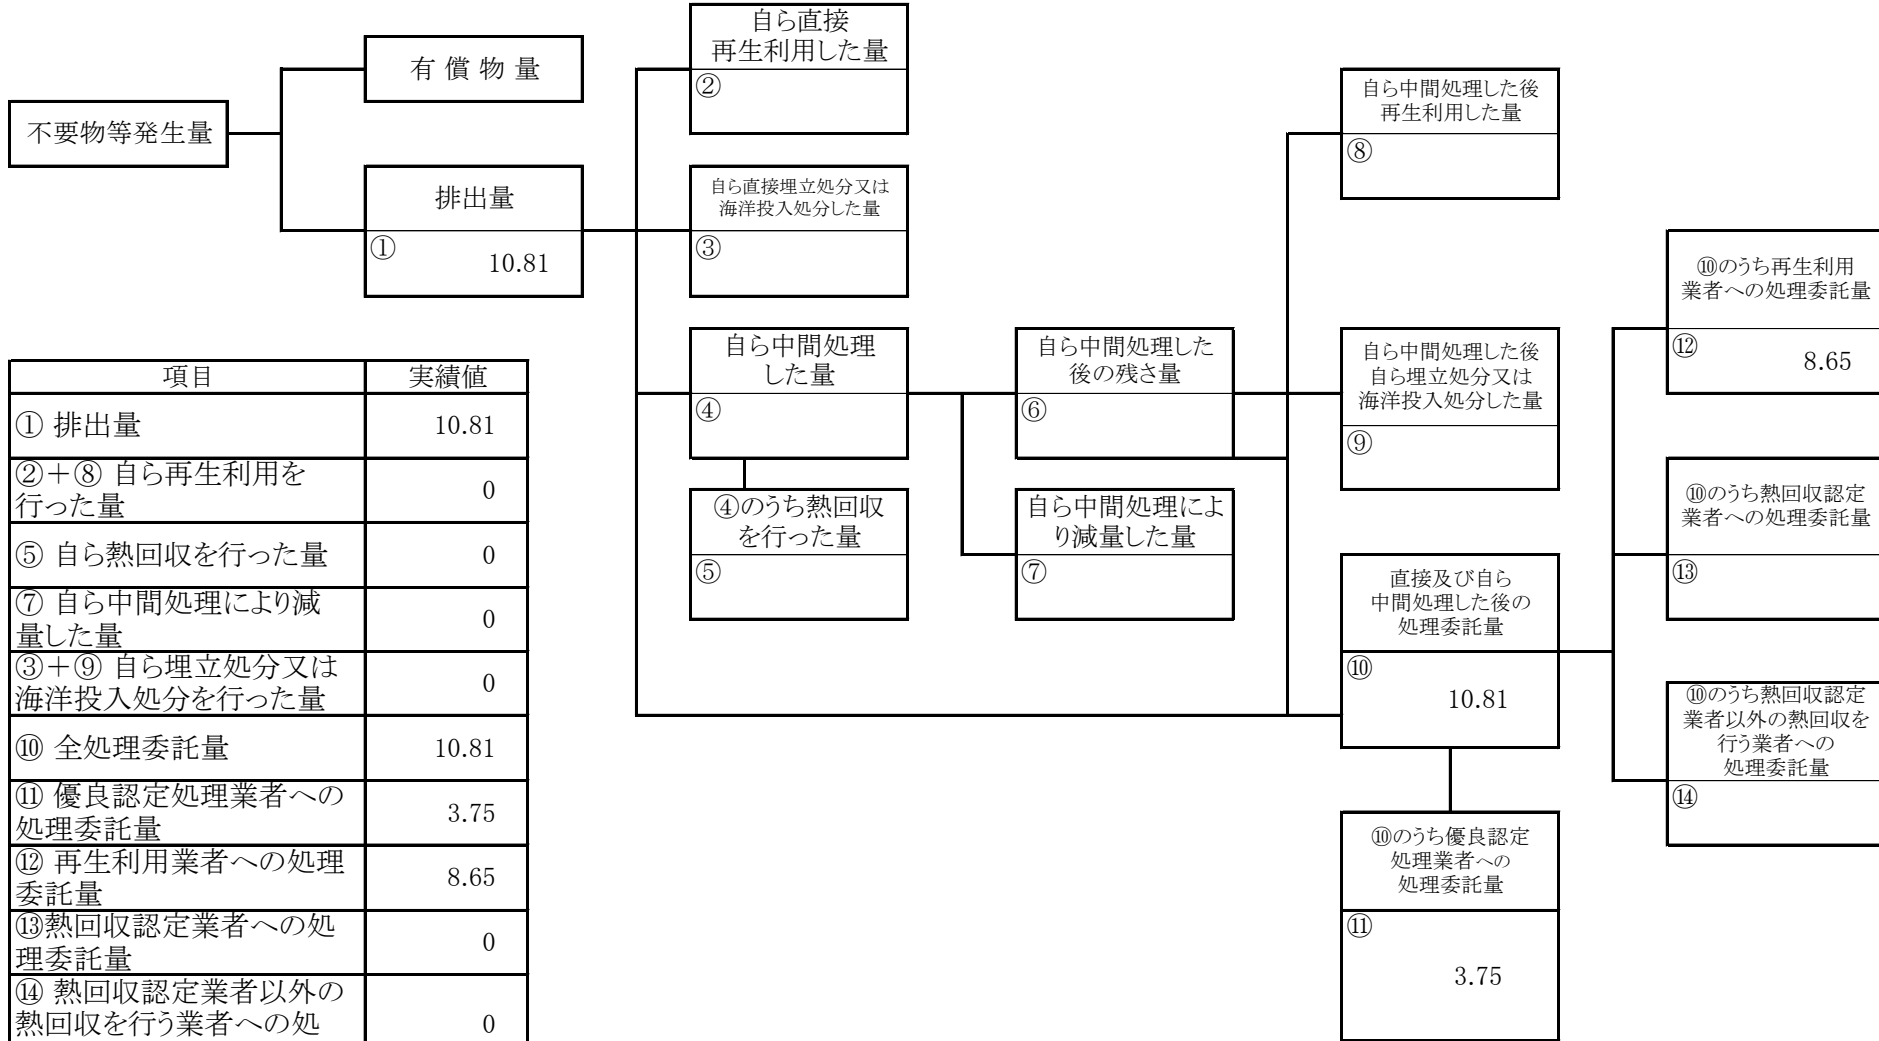 不要物等発生量
有 償 物 量
排出量
①
10.81
自ら直接
再生利用した量
②
自ら直接埋立処分又は
海洋投入処分した量
③
自ら中間処理
した量
④
④のうち熱回収
を行った量
⑤
自ら中間処理した
後の残さ量
⑥
自ら中間処理によ
り減量した量
⑦
自ら中間処理した後
再生利用した量
⑧
自ら中間処理した後
自ら埋立処分又は
海洋投入処分した量
⑨
直接及び自ら
中間処理した後の
処理委託量
⑩
10.81
⑩のうち優良認定
処理業者への
処理委託量
⑪
3.75
⑩のうち再生利用
業者への処理委託量
⑫
8.65
⑩のうち熱回収認定
業者への処理委託量
⑬
⑩のうち熱回収認定
業者以外の熱回収を
行う業者への
処理委託量
⑭
項目 実績値
① 排出量 10.81
②＋⑧ 自ら再生利用を
行った量 0
⑤ 自ら熱回収を行った量 0
⑦ 自ら中間処理により減
量した量 0
③＋⑨ 自ら埋立処分又は
海洋投入処分を行った量 0
⑩ 全処理委託量 10.81
⑪ 優良認定処理業者への
処理委託量 3.75
⑫ 再生利用業者への処理
委託量 8.65
⑬熱回収認定業者への処
理委託量 0
⑭ 熱回収認定業者以外の
熱回収を行う業者への処 0